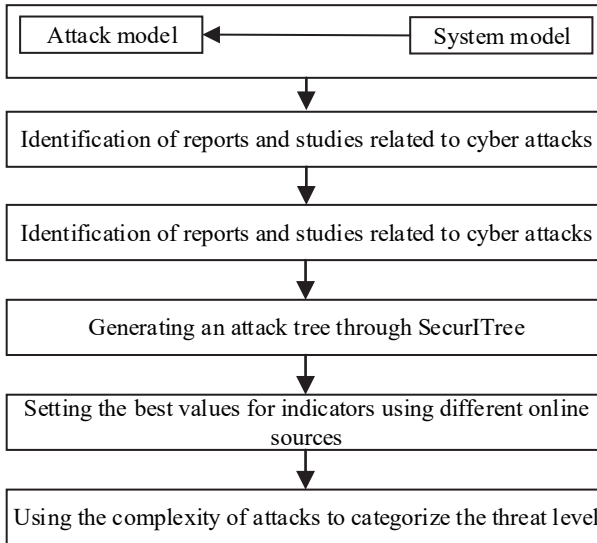 Attack model
System model
Identification of reports and studies related to cyber attacks
Identification of reports and studies related to cyber attacks
Generating an attack tree through SecurITree
Setting the best values for indicators using different online
sources
Using the complexity of attacks to categorize the threat level